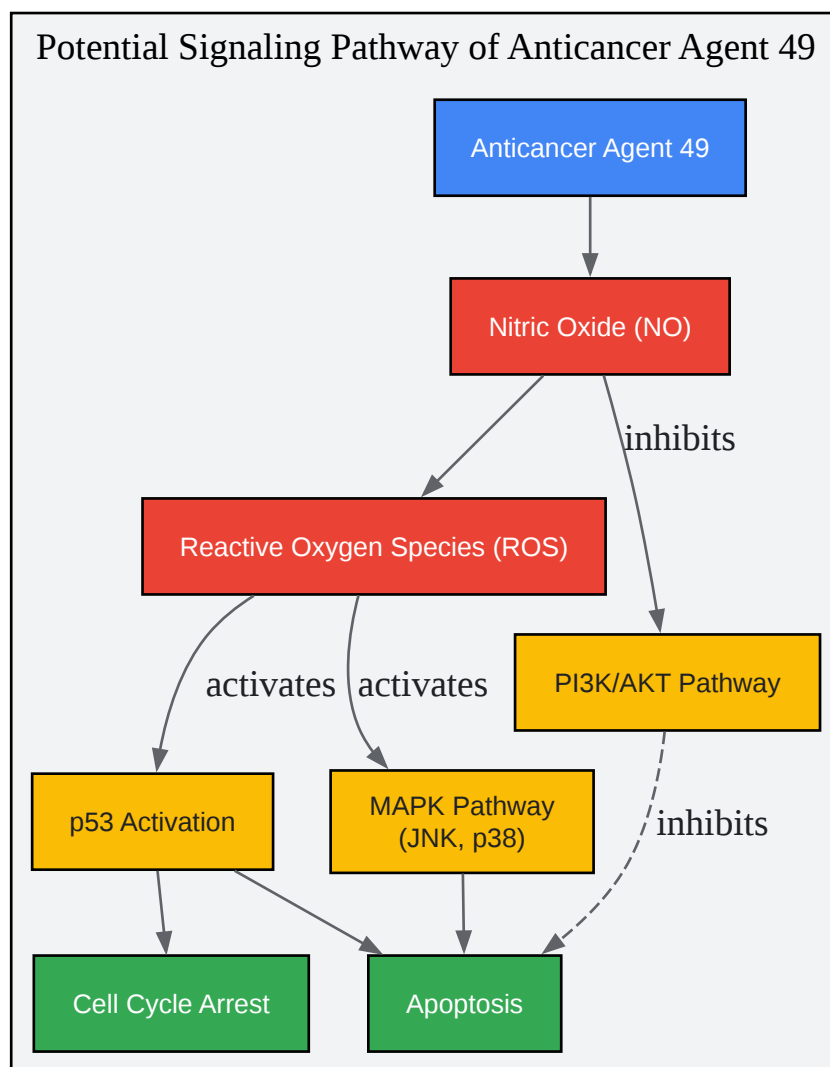 Potential Signaling Pathway of Anticancer Agent 49
Anticancer Agent 49
Nitric Oxide (NO)
inhibits
Reactive Oxygen Species (ROS)
activates
activates
PI3K/AKT Pathway
p53 Activation
MAPK Pathway
(JNK, p38)
inhibits
Cell Cycle Arrest
Apoptosis